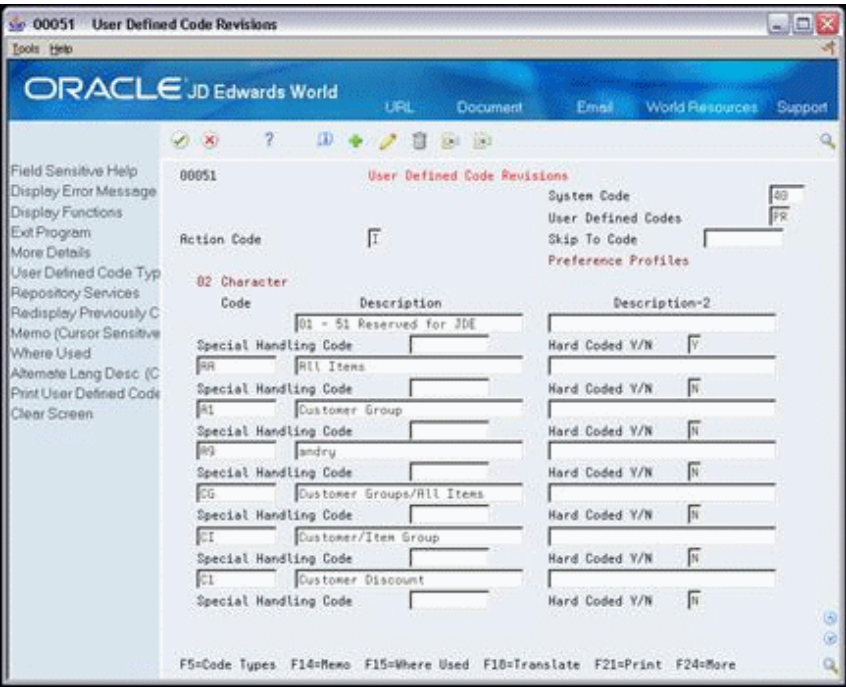 00051   User Defined Code Revisions
Tools  Help
ORACLE JD Edwards World
URL  Document  Email  World Resources  Support
Field Sensitive Help
Display Error Message
Display Functions
Exit Program
More Details
User Defined Code Typ
Repository Services
Redisplay Previously C
Memo (Cursor Sensitive
Where Used
Alternate Lang Desc (C
Print User Defined Code
Clear Screen
00051  User Defined Code Revisions
System Code  40
User Defined Codes  PR
Action Code  I  Skip To Code
Preference Profiles
02 Character
Code  Description  Description-2
01 - 51 Reserved for JDE
Special Handling Code  Hard Coded Y/N  Y
AA  All Items
Special Handling Code  Hard Coded Y/N  N
A1  Customer Group
Special Handling Code  Hard Coded Y/N  N
A9  andry
Special Handling Code  Hard Coded Y/N  N
CG  Customer Groups/All Items
Special Handling Code  Hard Coded Y/N  N
CI  Customer/Item Group
Special Handling Code  Hard Coded Y/N  N
C1  Customer Discount
Special Handling Code  Hard Coded Y/N  N
F5=Code Types  F14=Memo  F15=Where Used  F18=Translate  F21=Print  F24=More